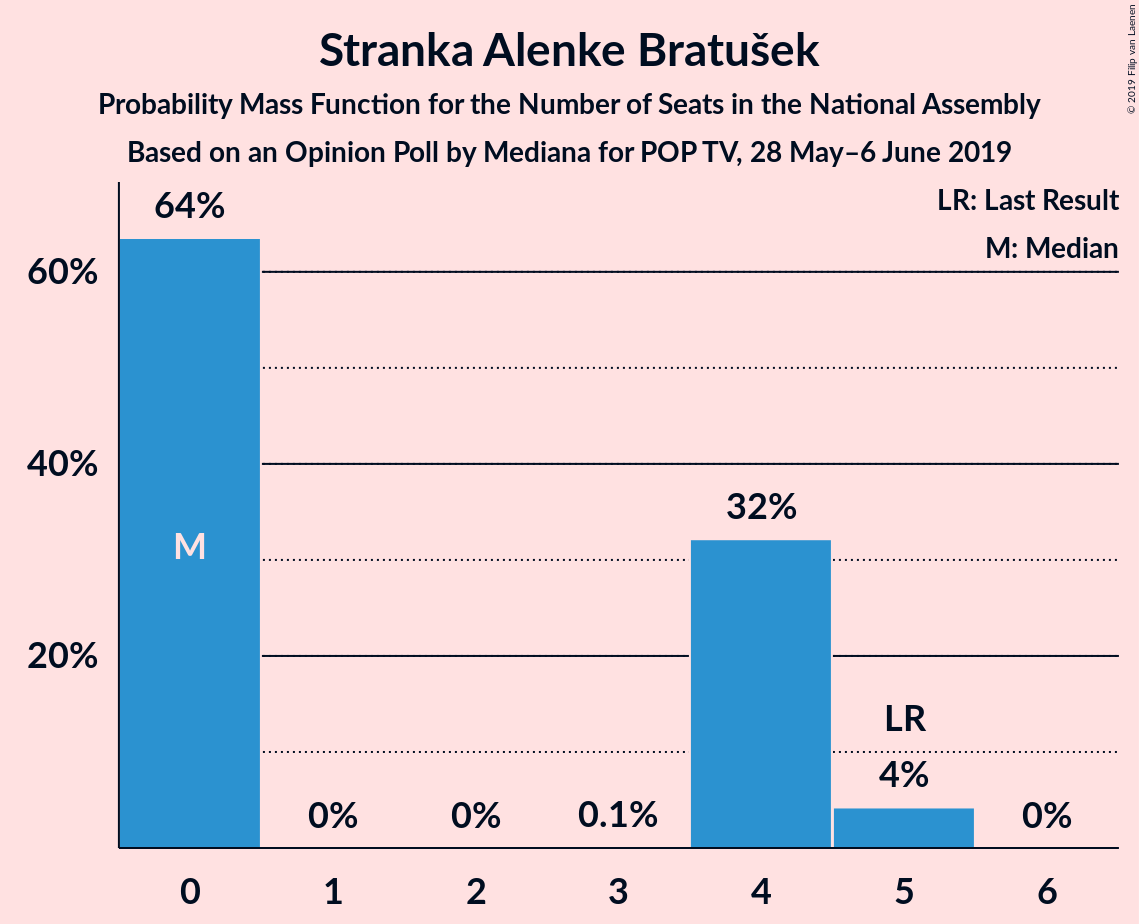 Stranka Alenke Bratušek
Probability Mass Function for the Number of Seats in the National Assembly
Based on an Opinion Poll by Mediana for POP TV, 28 May–6 June 2019
© 2019 Filip van Laenen
LR: Last Result
M: Median
64%
60%
40%
20%
M
0%
0%
0.1%
32%
LR
4%
0%
0 1 2 3 4 5 6